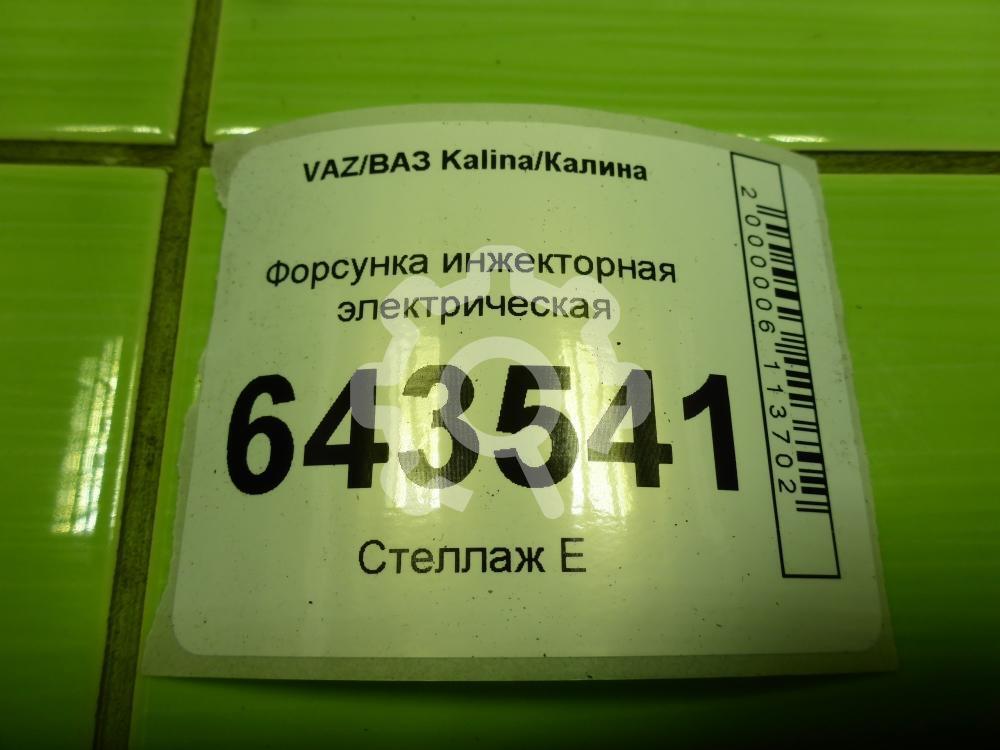 VAZ/ВАЗ Kalina/Калина
Форсунка инжекторная
электрическая
643541
Стеллаж Е
2000006113702